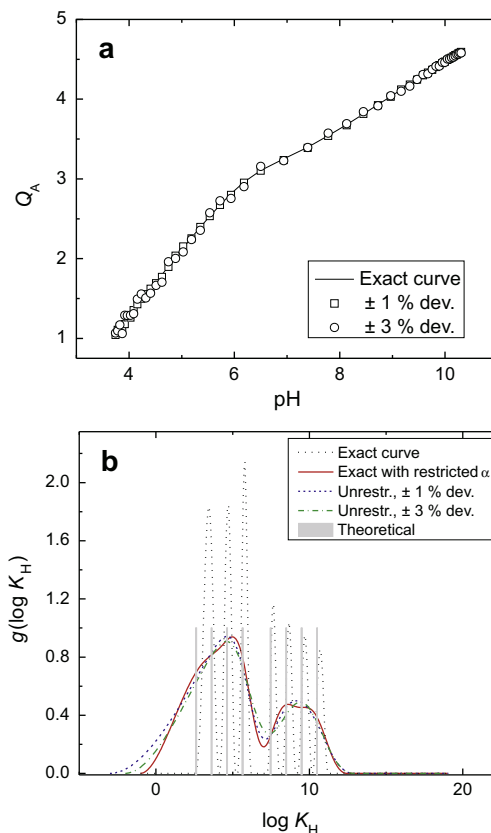 a
5
4
3
2
1
Q_A
Exact curve
± 1 % dev.
± 3 % dev.
4 6 8 10
pH
b
2.0
1.6
1.2
0.8
0.4
0.0
g(log K_H)
Exact curve
Exact with restricted α
Unrestr., ± 1 % dev.
Unrestr., ± 3 % dev.
Theoretical
0 5 10 15 20
log K_H